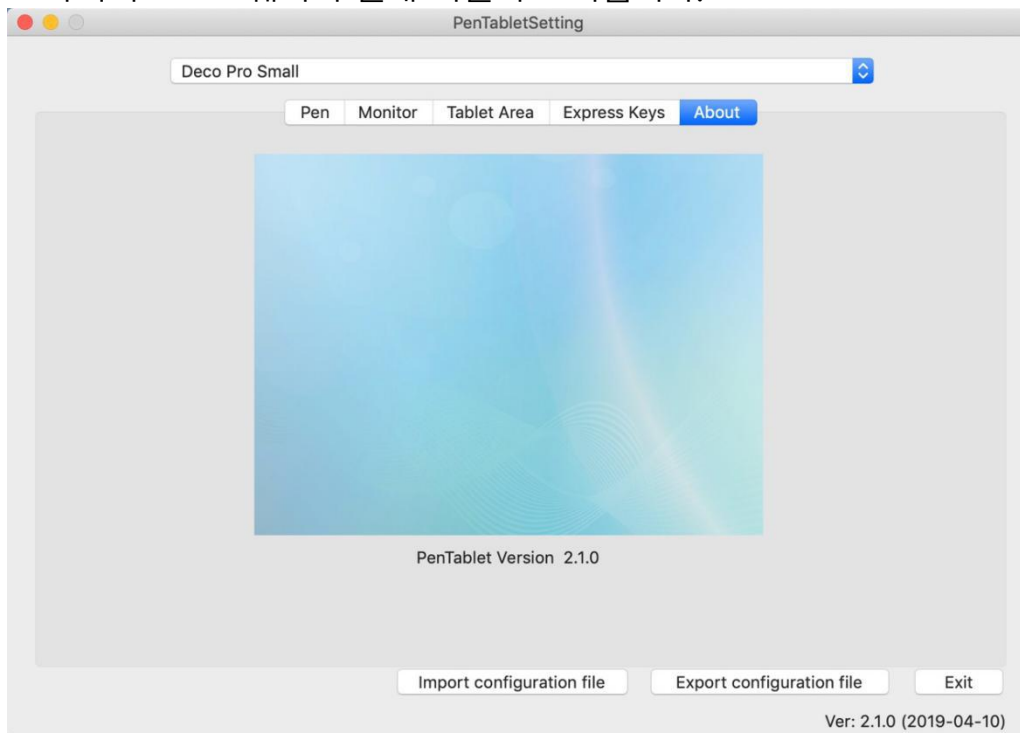 PenTabletSetting
Deco Pro Small
Pen Monitor Tablet Area Express Keys About
PenTablet Version 2.1.0
Import configuration file Export configuration file Exit
Ver: 2.1.0 (2019-04-10)